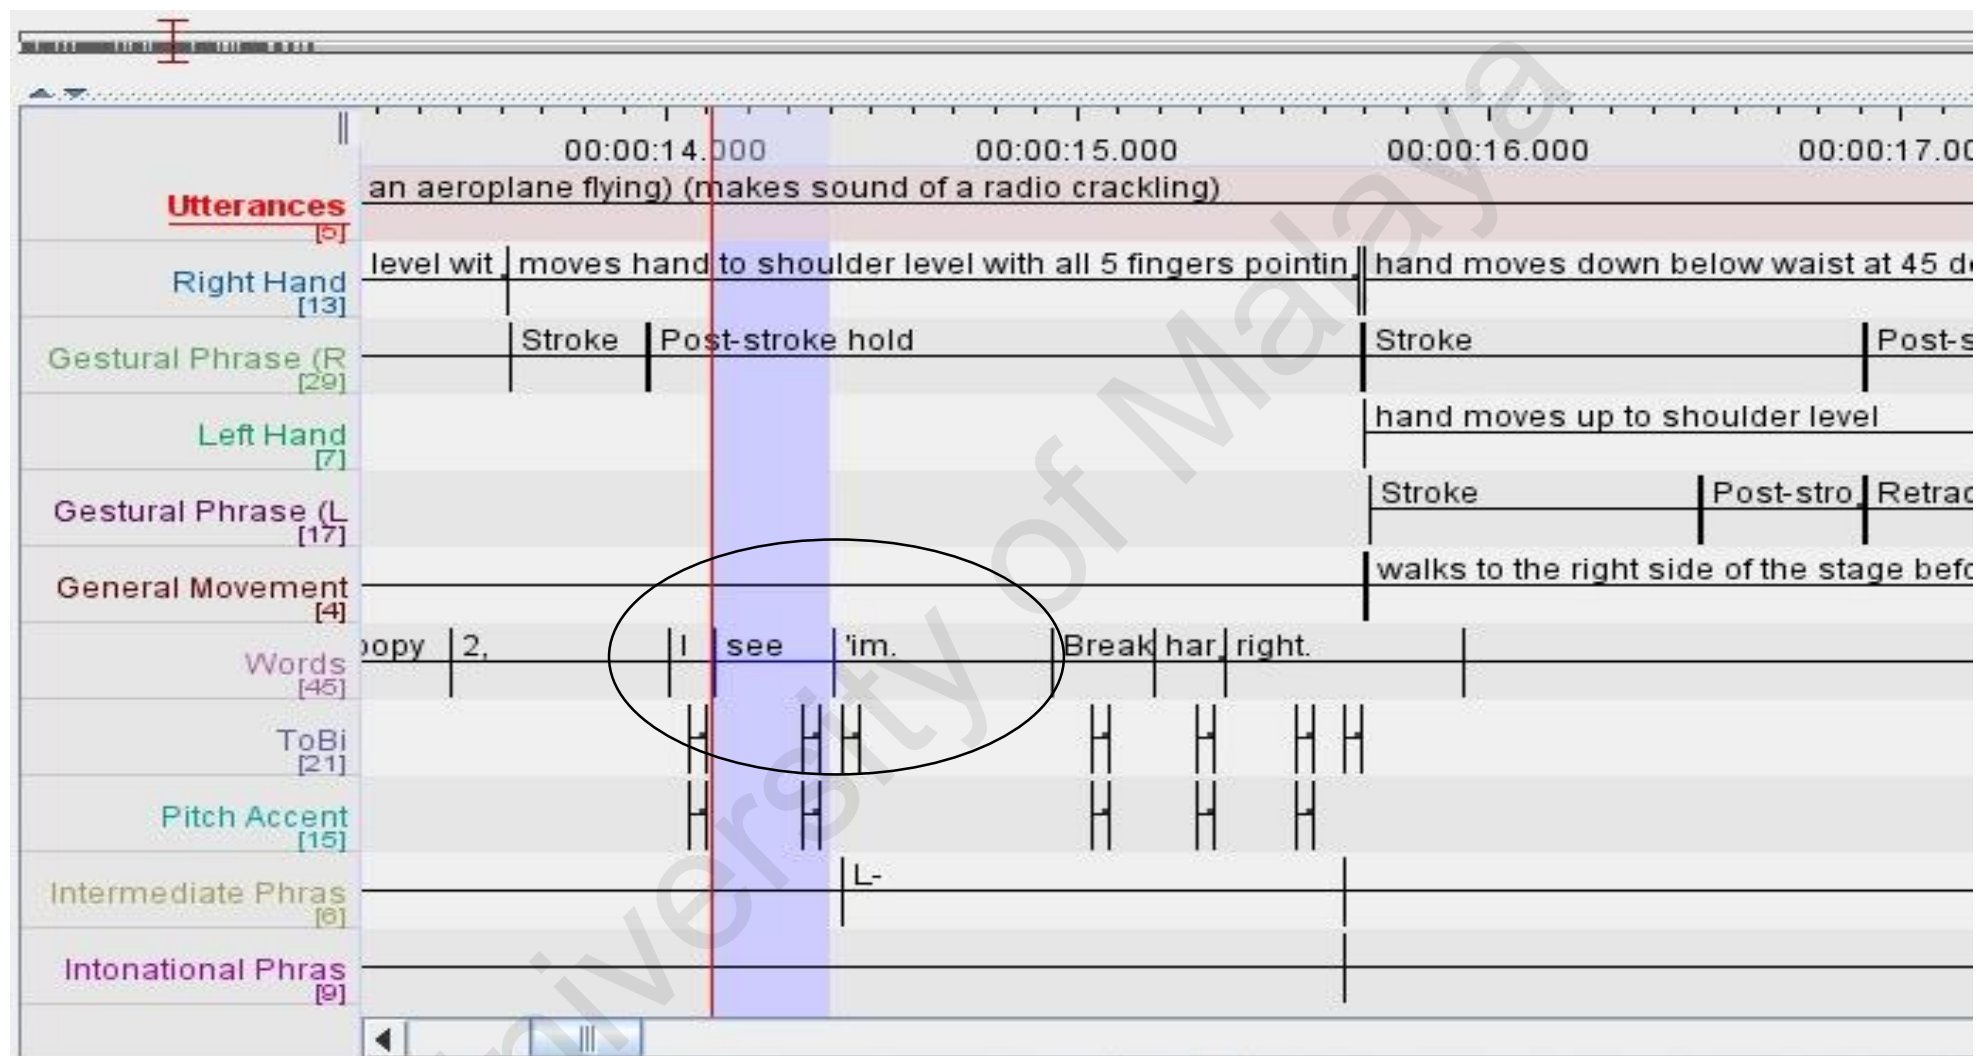 00:00:14.000 00:00:15.000 00:00:16.000 00:00:17.00
Utterances an aeroplane flying) (makes sound of a radio crackling)
[5]
Right Hand level wit moves hand to shoulder level with all 5 fingers pointin hand moves down below waist at 45 de
[13]
Gestural Phrase (R Stroke Post-stroke hold Stroke Post-s
[29]
Left Hand hand moves up to shoulder level
[7]
Gestural Phrase (L Stroke Post-stro Retrac
[17]
General Movement walks to the right side of the stage befo
[4]
Words oopy 2, I see 'im. Break har right.
[45]
ToBi
[21]
Pitch Accent
[15]
Intermediate Phras L-
[6]
Intonational Phras
[9]
University of Malaya